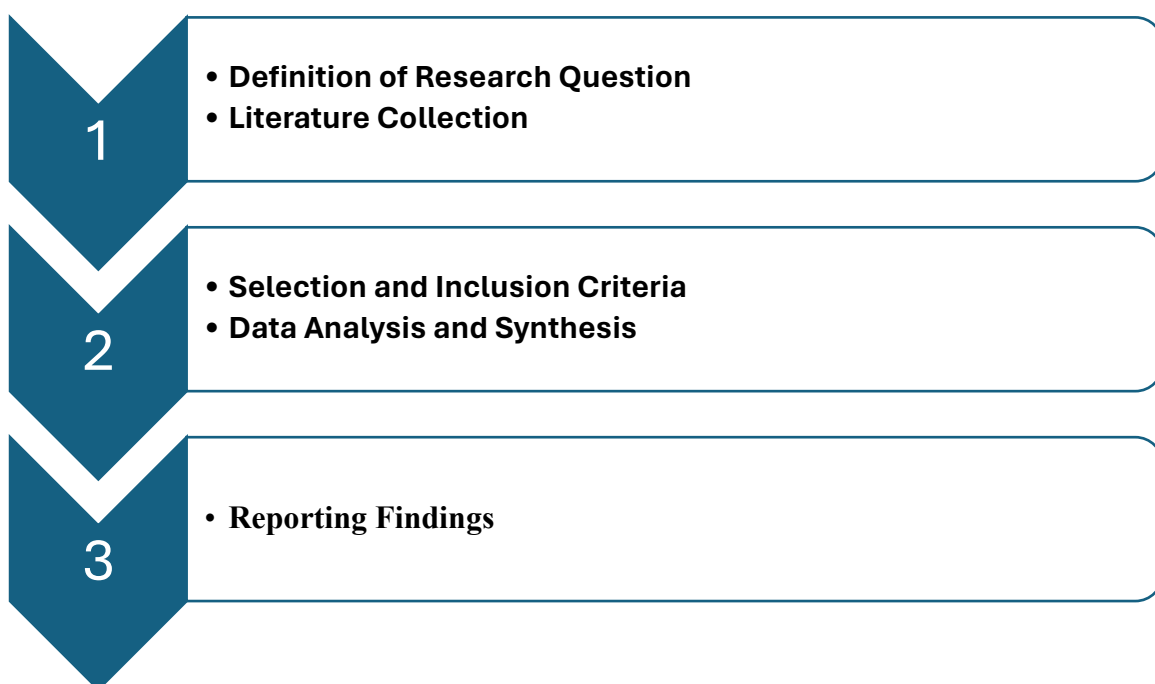 1
• Definition of Research Question
• Literature Collection
2
• Selection and Inclusion Criteria
• Data Analysis and Synthesis
3
• Reporting Findings